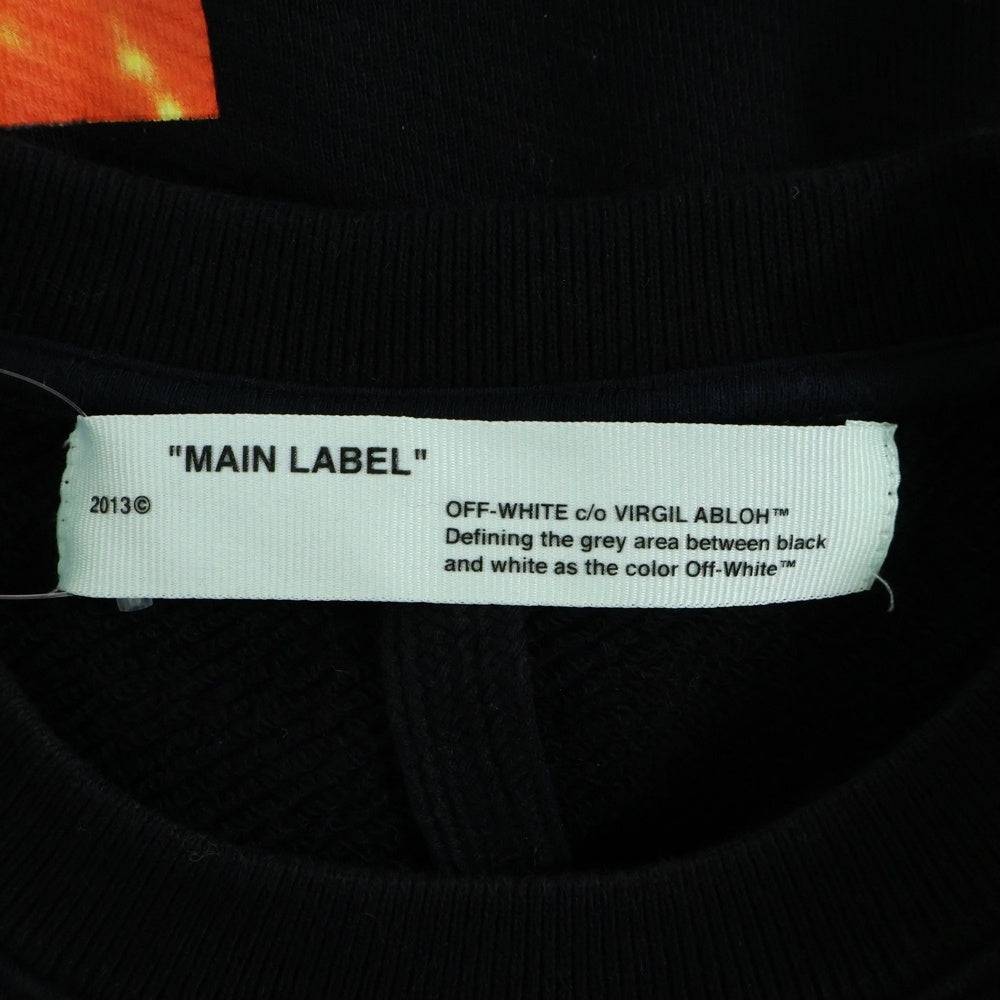 "MAIN LABEL"
2013©
OFF-WHITE c/o VIRGIL ABLOH™
Defining the grey area between black
and white as the color Off-White™